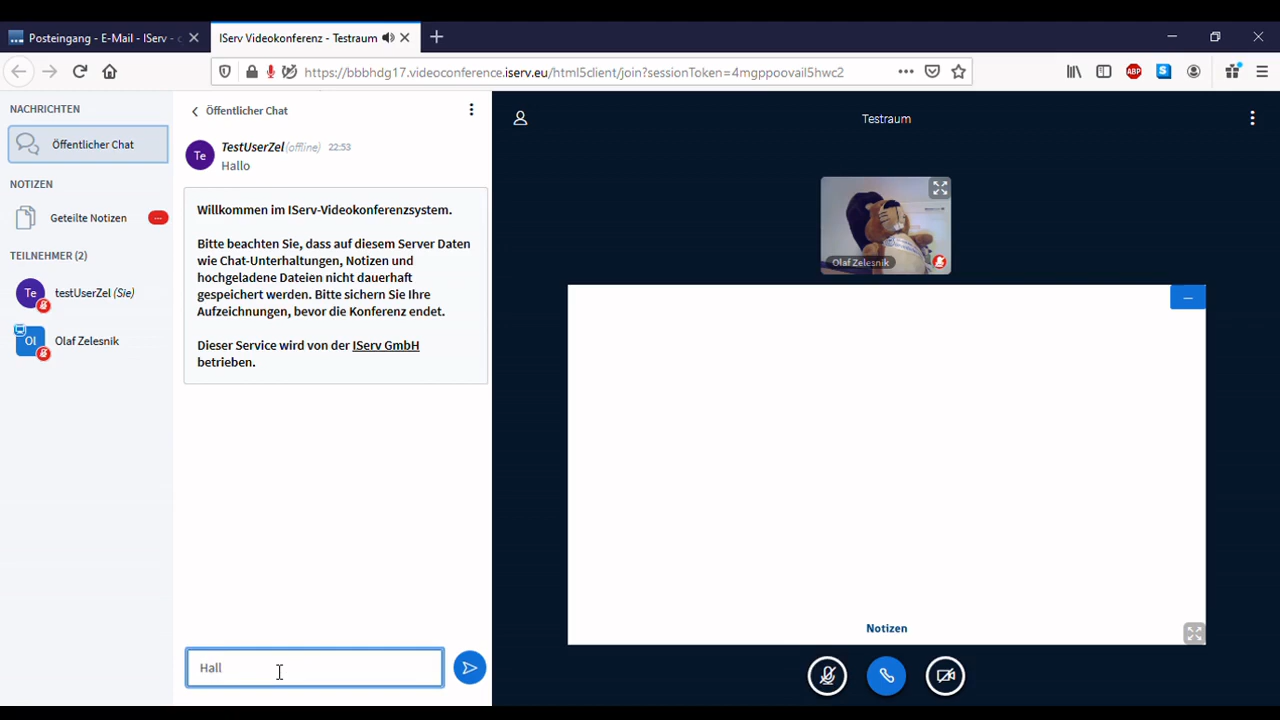 Posteingang - E-Mail - IServ -
IServ Videokonferenz - Testraum
https://bbbhdg17.videoconference.iserv.eu/html5client/join?sessionToken=4mgppoovail5hwc2
ABP
S
NACHRICHTEN
Öffentlicher Chat
NOTIZEN
Geteilte Notizen
TEILNEHMER (2)
Te
testUserZel (Sie)
Ol
Olaf Zelesnik
Öffentlicher Chat
Te
TestUserZel (offline) 22:53
Hallo
Willkommen im IServ-Videokonferenzsystem.
Bitte beachten Sie, dass auf diesem Server Daten
wie Chat-Unterhaltungen, Notizen und
hochgeladene Dateien nicht dauerhaft
gespeichert werden. Bitte sichern Sie Ihre
Aufzeichnungen, bevor die Konferenz endet.
Dieser Service wird von der IServ GmbH
betrieben.
Hall
Testraum
Olaf Zelesnik
Notizen